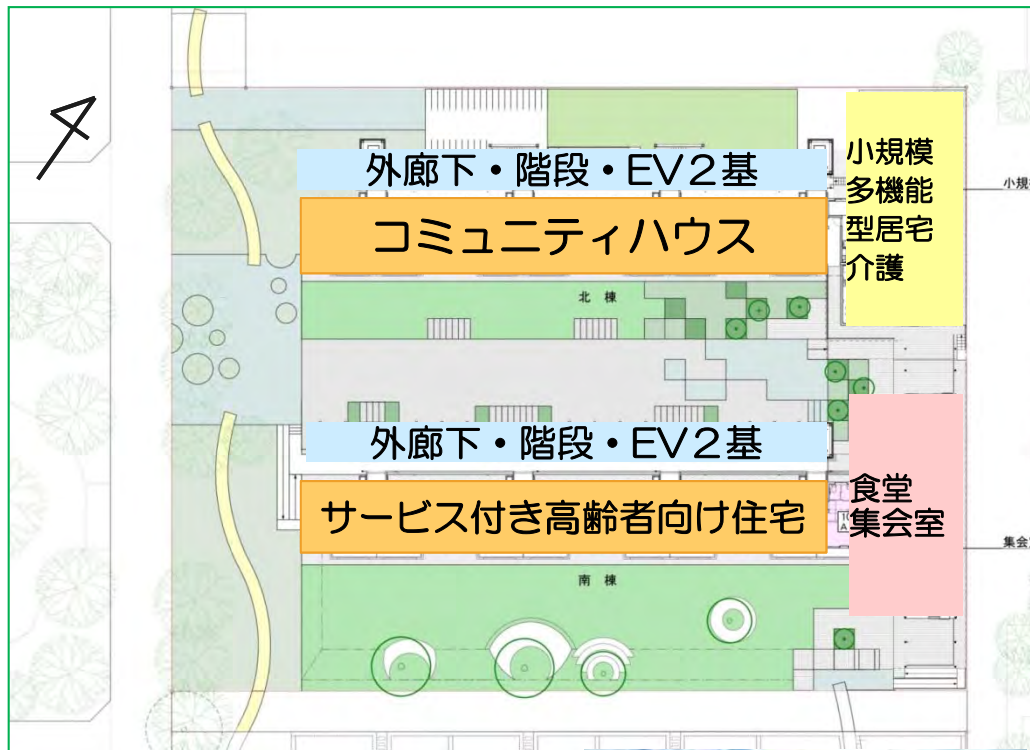 外廊下・階段・EV２基
小規模
多機能
型居宅
介護
小規
コミュニティハウス
北 棟
外廊下・階段・EV２基
サービス付き高齢者向け住宅
食堂
集会室
集会
南 棟